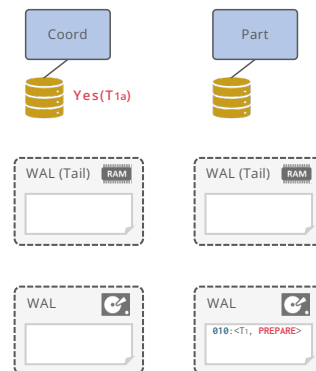 Coord Part
Yes(T1a)
WAL (Tail) RAM WAL (Tail) RAM
WAL WAL
010:<T1, PREPARE>